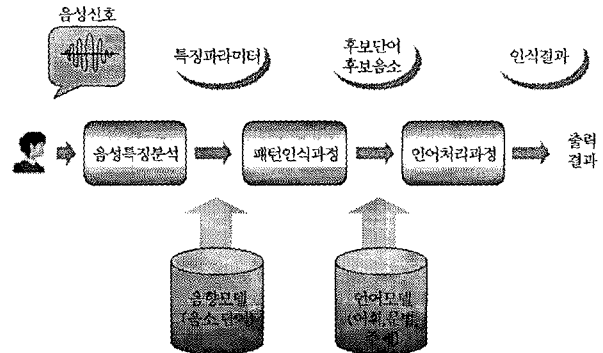 음성신호
특징파라미터
후보단어
후보음소
인식결과
음성특징분석
패턴인식과정
언어처리과정
출력
결과
음향모델
(음소,단어)
언어모델
(어휘,문법,